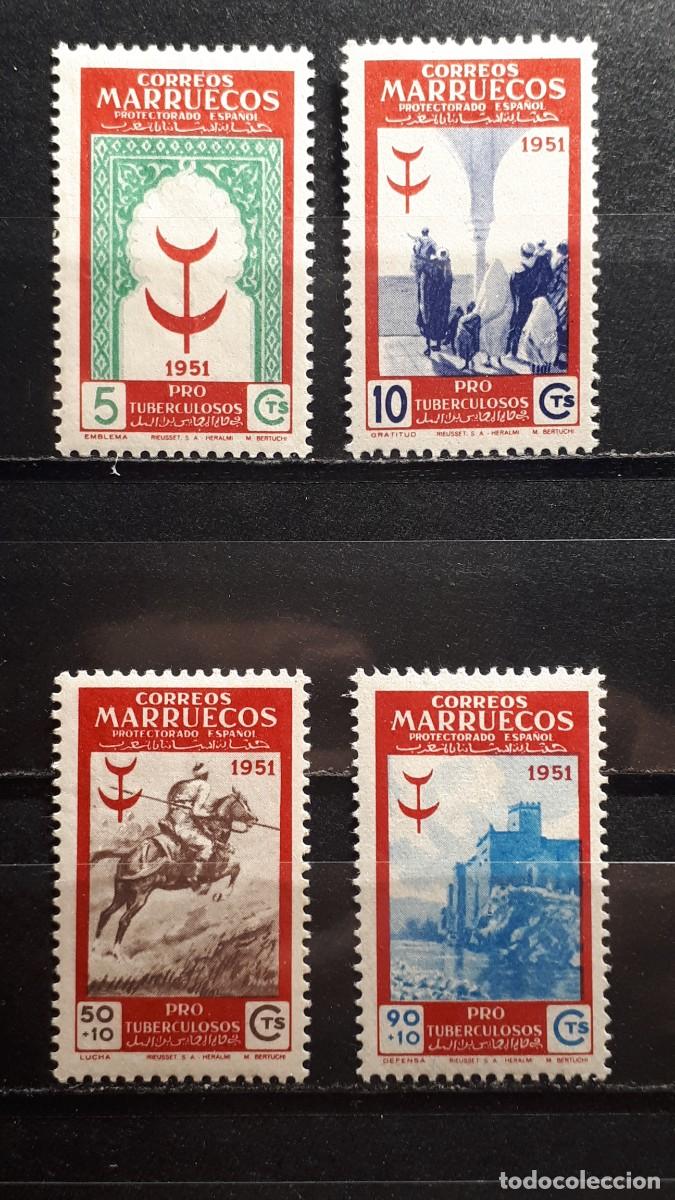 CORREOS
MARRUECOS
PROTECTORADO ESPAÑOL
1951
5 PRO CTS
TUBERCULOSOS
EMBLEMA RIEUSSET, S. A. - HERALMI M. BERTUCHI
CORREOS
MARRUECOS
PROTECTORADO ESPAÑOL
1951
10 PRO CTS
TUBERCULOSOS
GRATITUD RIEUSSET, S. A. - HERALMI M. BERTUCHI
CORREOS
MARRUECOS
PROTECTORADO ESPAÑOL
1951
50 +10 PRO CTS
TUBERCULOSOS
LUCHA RIEUSSET, S. A. - HERALMI M. BERTUCHI
CORREOS
MARRUECOS
PROTECTORADO ESPAÑOL
1951
90 +10 PRO CTS
TUBERCULOSOS
DEFENSA RIEUSSET, S. A. - HERALMI M. BERTUCHI
todocoleccion